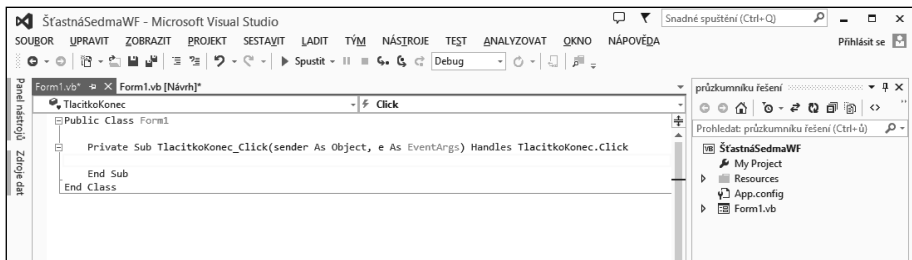 ŠťastnáSedmaWF - Microsoft Visual Studio
Snadné spuštění (Ctrl+Q)
SOUBOR UPRAVIT ZOBRAZIT PROJEKT SESTAVIT LADIT TÝM NÁSTROJE TEST ANALYZOVAT OKNO NÁPOVĚDA
Přihlásit se
Spustit
Debug
Panel nástrojů
Zdroje dat
Form1.vb*
Form1.vb [Návrh]*
TlacitkoKonec
Click
Public Class Form1
Private Sub TlacitkoKonec_Click(sender As Object, e As EventArgs) Handles TlacitkoKonec.Click
End Sub
End Class
průzkumníku řešení
Prohledat: průzkumníku řešení (Ctrl+ů)
VB ŠťastnáSedmaWF
My Project
Resources
App.config
Form1.vb